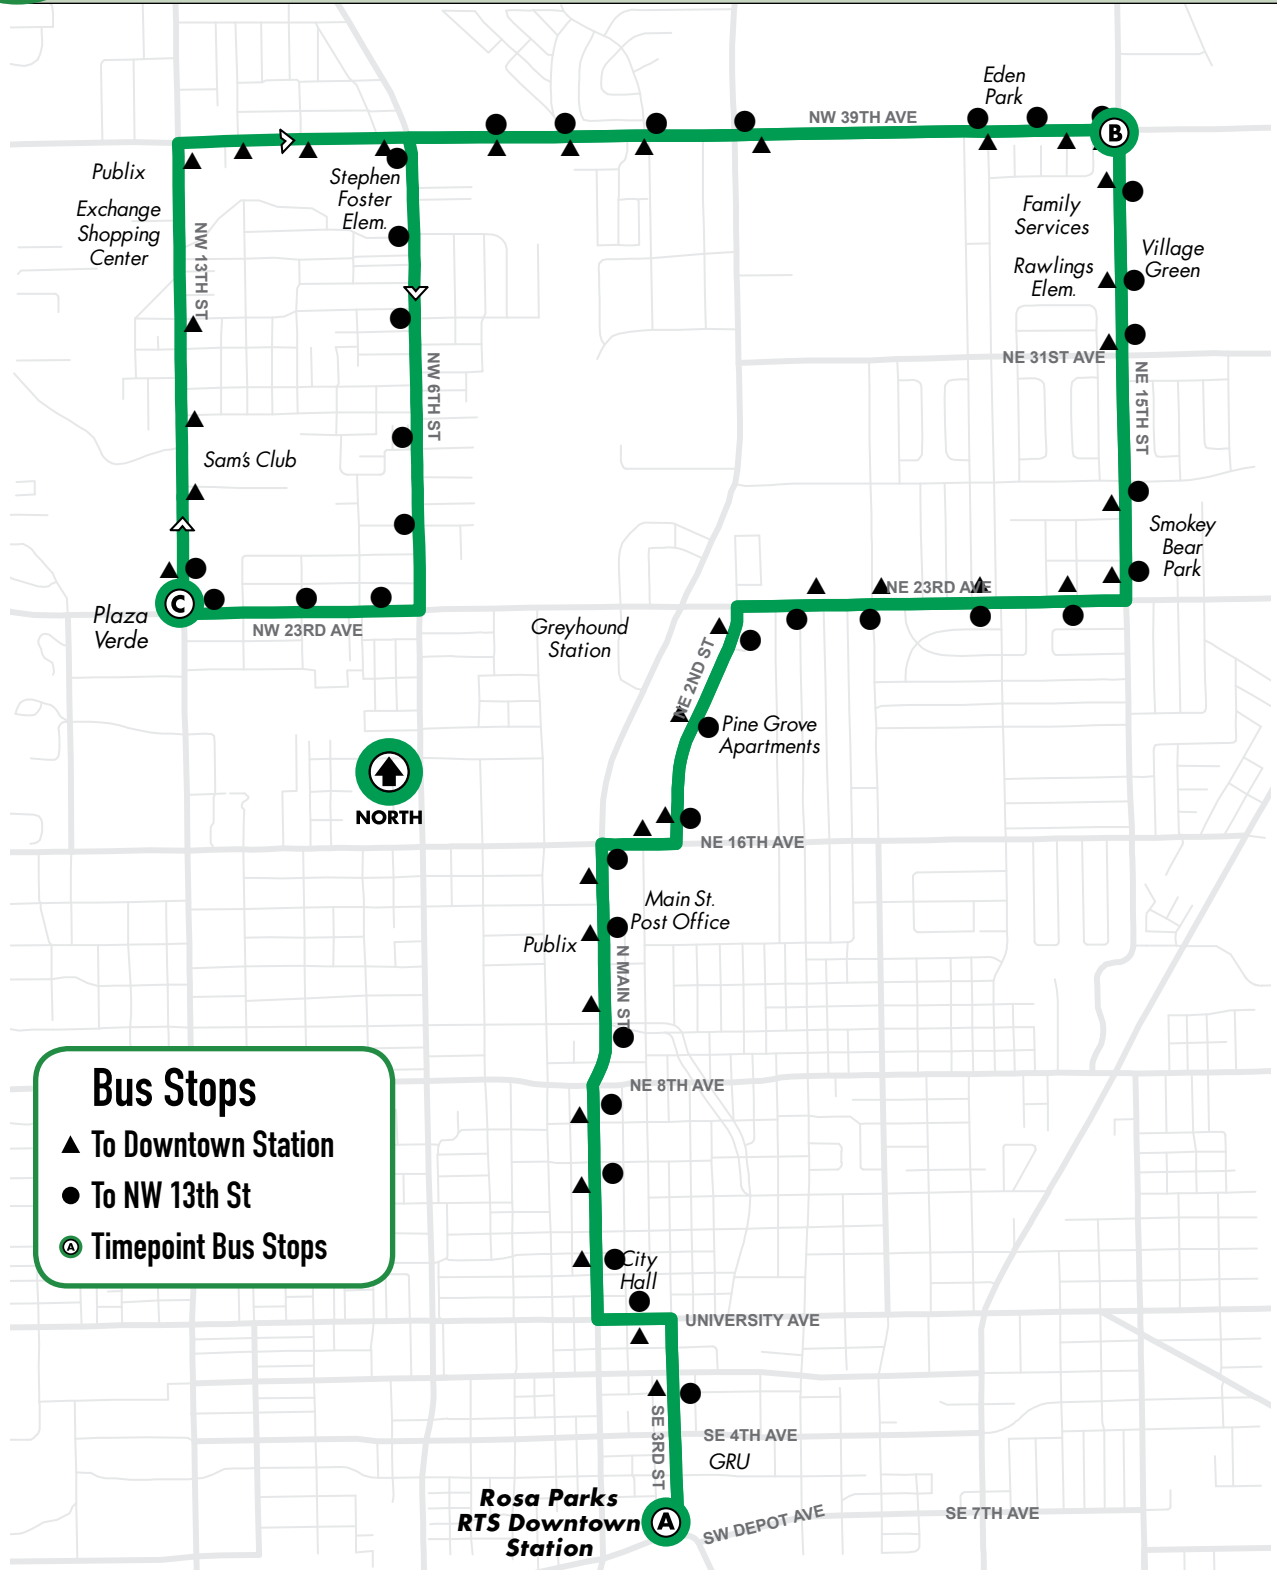 Eden
Park
NW 39TH AVE
B
Publix
Stephen
Foster
Elem.
Exchange
Shopping
Center
NW 13TH ST
Family
Services
Village
Green
Rawlings
Elem.
NE 31ST AVE
NW 6TH ST
NE 15TH ST
Sam's Club
Smokey
Bear
Park
NE 23RD AVE
C
Plaza
Verde
NW 23RD AVE
Greyhound
Station
NE 2ND ST
Pine Grove
Apartments
NORTH
NE 16TH AVE
Main St.
Post Office
Publix
N MAIN ST
NE 8TH AVE
Bus Stops
To Downtown Station
To NW 13th St
A Timepoint Bus Stops
City
Hall
UNIVERSITY AVE
SE 3RD ST
SE 4TH AVE
GRU
Rosa Parks
RTS Downtown
Station
A
SW DEPOT AVE
SE 7TH AVE